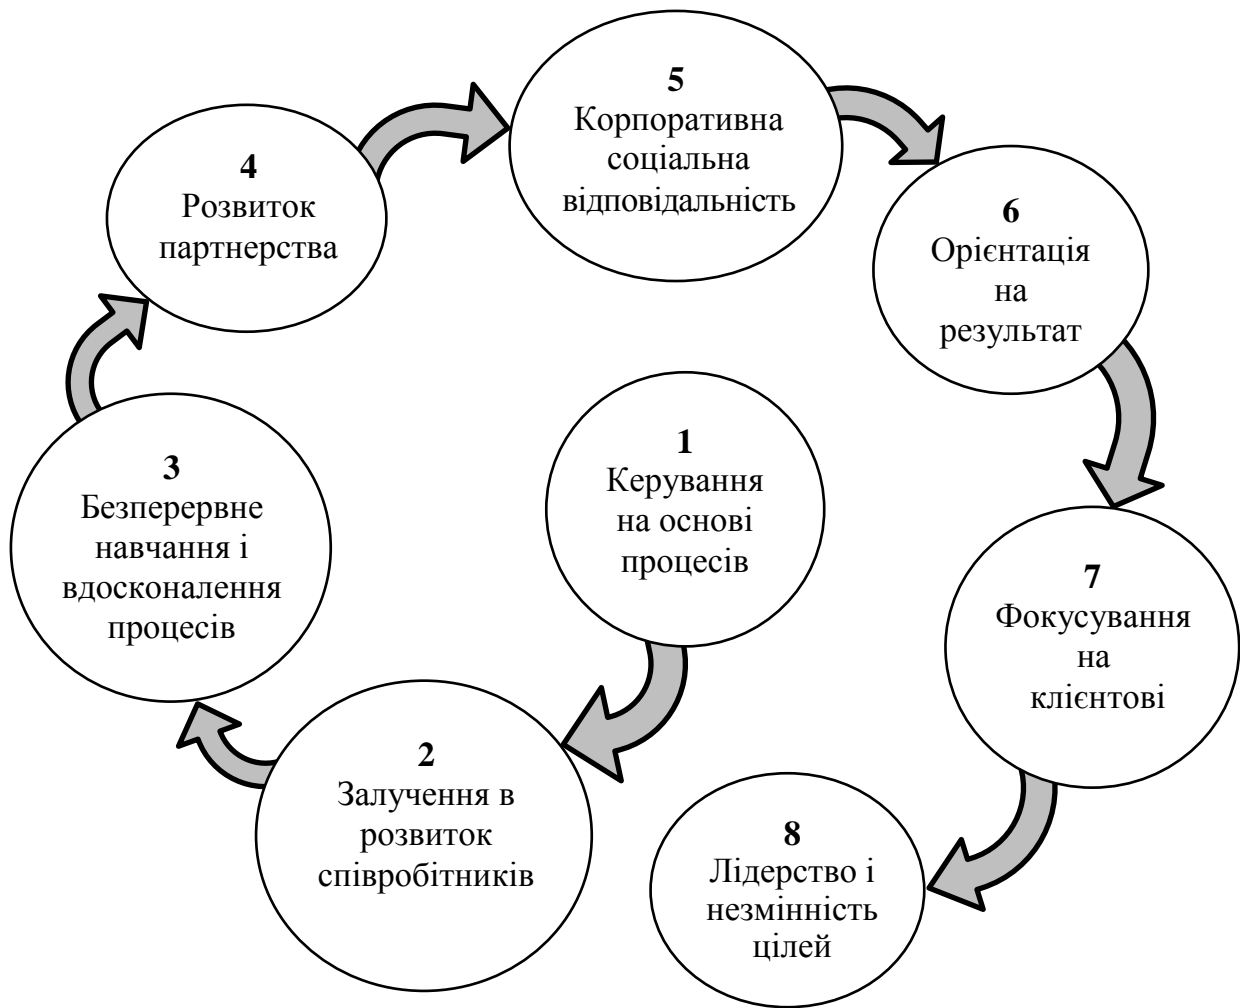 1
Керування
на основі
процесів
2
Залучення в
розвиток
співробітників
3
Безперервне
навчання і
вдосконалення
процесів
4
Розвиток
партнерства
5
Корпоративна
соціальна
відповідальність
6
Орієнтація
на
результат
7
Фокусування
на
клієнтові
8
Лідерство і
незмінність
цілей